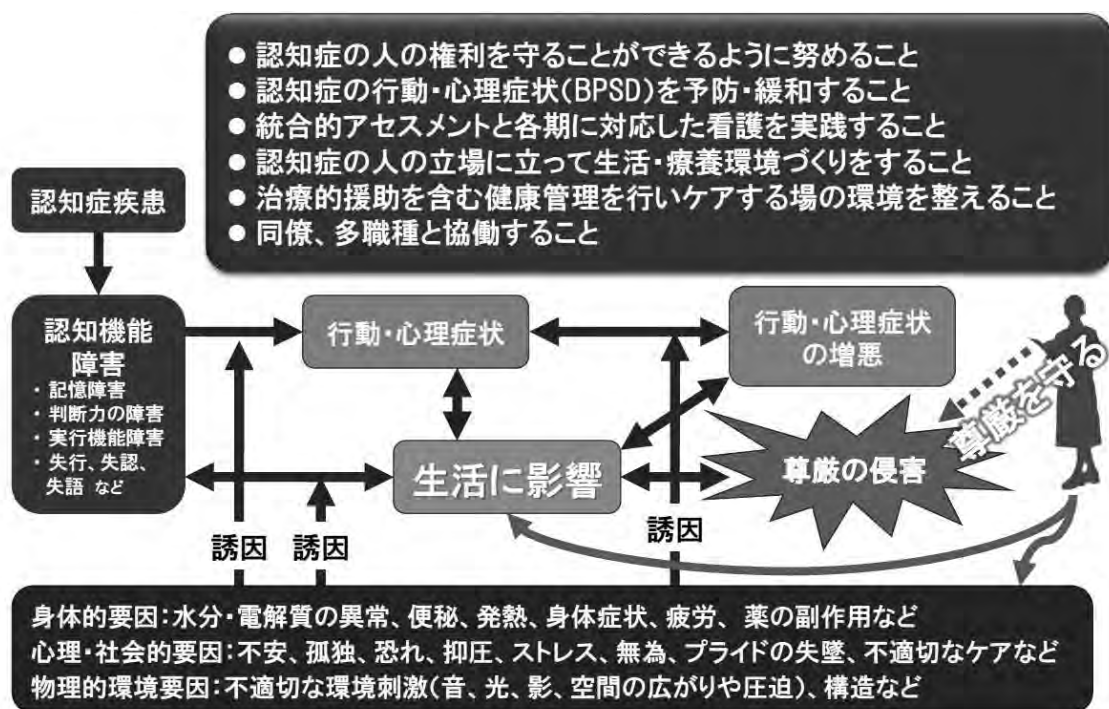 ● 認知症の人の権利を守ることができるように努めること
● 認知症の行動・心理症状(BPSD)を予防・緩和すること
● 統合的アセスメントと各期に対応した看護を実践すること
● 認知症の人の立場に立って生活・療養環境づくりをすること
● 治療的援助を含む健康管理を行いケアする場の環境を整えること
● 同僚、多職種と協働すること
認知症疾患
認知機能
障害
・記憶障害
・判断力の障害
・実行機能障害
・失行、失認、
失語 など
行動・心理症状
行動・心理症状
の増悪
尊厳を守る
生活に影響
尊厳の侵害
誘因
誘因
誘因
身体的要因:水分・電解質の異常、便秘、発熱、身体症状、疲労、薬の副作用など
心理・社会的要因:不安、孤独、恐れ、抑圧、ストレス、無為、プライドの失墜、不適切なケアなど
物理的環境要因:不適切な環境刺激(音、光、影、空間の広がりや圧迫)、構造など